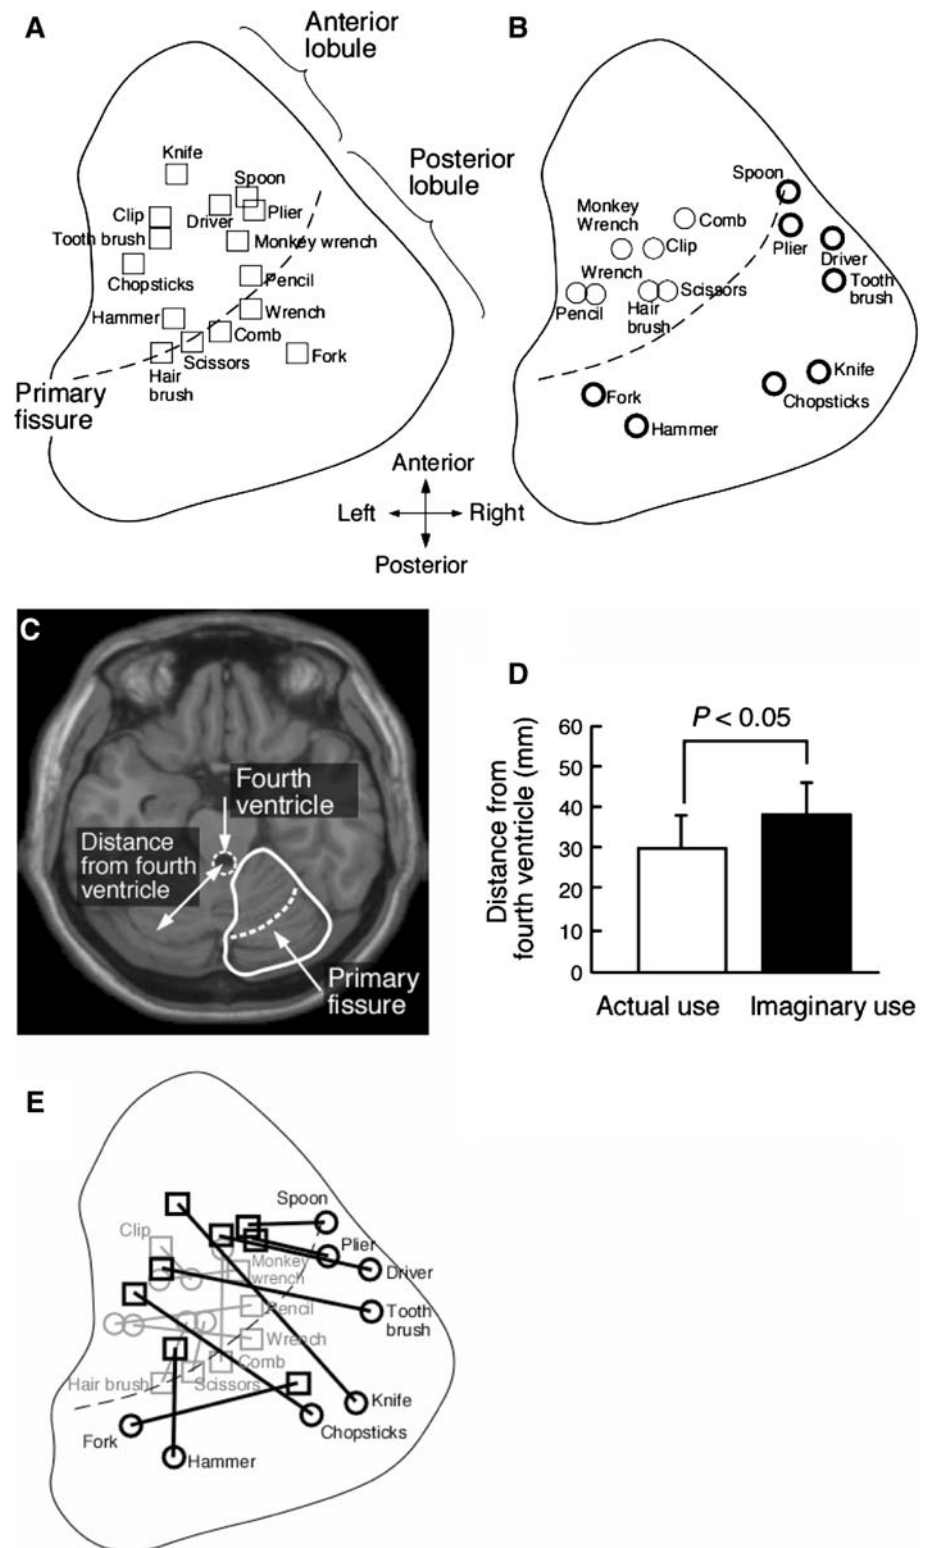 A
Anterior
lobule
Posterior
lobule
Knife
Spoon
Clip
Driver
Plier
Tooth brush
Monkey wrench
Chopsticks
Pencil
Hammer
Wrench
Comb
Scissors
Fork
Hair
brush
Primary
fissure
B
Spoon
Monkey
Wrench
Comb
Clip
Plier
Driver
Wrench
Scissors
Tooth
brush
Pencil
Hair
brush
Knife
Chopsticks
Fork
Hammer
Anterior
Left
Right
Posterior
C
Fourth
ventricle
Distance
from fourth
ventricle
Primary
fissure
D
P < 0.05
Distance from
fourth ventricle (mm)
60
50
40
30
20
10
0
Actual use
Imaginary use
E
Spoon
Clip
Plier
Monkey
wrench
Driver
Pencil
Tooth
brush
Wrench
Comb
Hair brush
Scissors
Knife
Chopsticks
Fork
Hammer